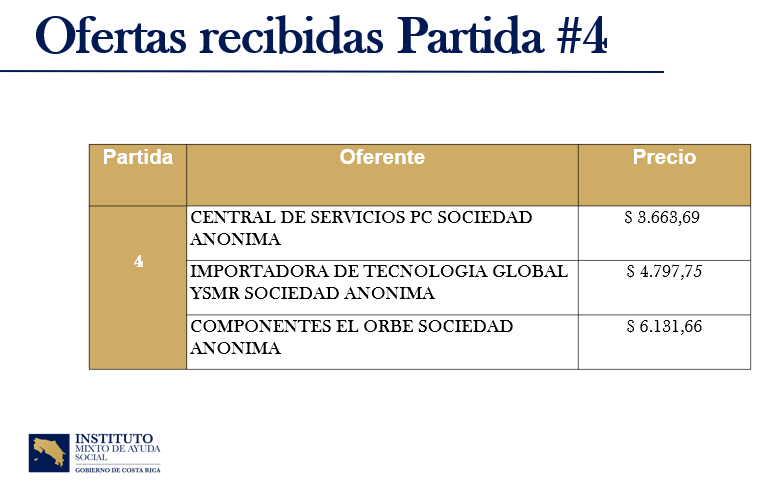 Ofertas recibidas Partida #4
Partida
Oferente
Precio
4
CENTRAL DE SERVICIOS PC SOCIEDAD
ANONIMA
$ 3.663,69
IMPORTADORA DE TECNOLOGIA GLOBAL
YSMR SOCIEDAD ANONIMA
$ 4.797,75
COMPONENTES EL ORBE SOCIEDAD
ANONIMA
$ 6.131,66
INSTITUTO
MIXTO DE AYUDA
SOCIAL
GOBIERNO DE COSTA RICA